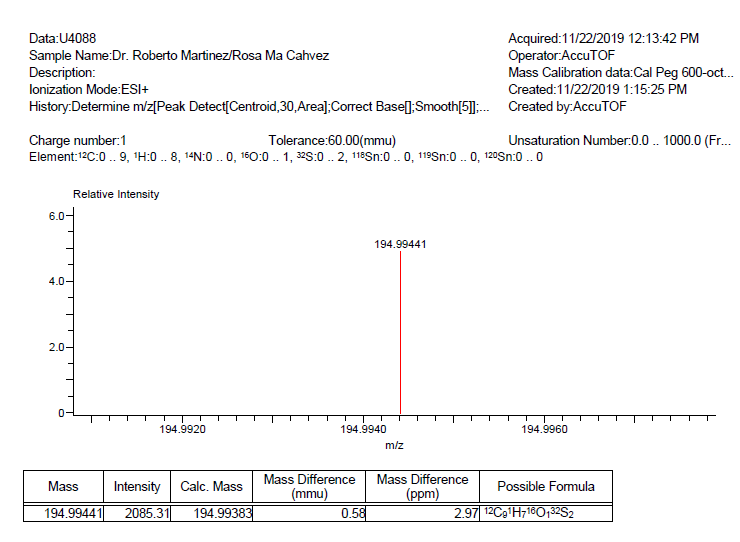 Data:U4088 Acquired:11/22/2019 12:13:42 PM
Sample Name:Dr. Roberto Martinez/Rosa Ma Cahvez Operator:AccuTOF
Description: Mass Calibration data:Cal Peg 600-oct...
Ionization Mode:ESI+ Created:11/22/2019 1:15:25 PM
History:Determine m/z[Peak Detect[Centroid,30,Area];Correct Base[];Smooth[5]];... Created by:AccuTOF
Charge number:1 Tolerance:60.00(mmu) Unsaturation Number:0.0 .. 1000.0 (Fr...
Element:¹²C:0 .. 9, ¹H:0 .. 8, ¹⁴N:0 .. 0, ¹⁶O:0 .. 1, ³²S:0 .. 2, ¹¹⁸Sn:0 .. 0, ¹¹⁹Sn:0 .. 0, ¹²⁰Sn:0 .. 0
Relative Intensity
6.0
194.99441
4.0
2.0
0
194.9920 194.9940 194.9960
m/z
Mass Intensity Calc. Mass Mass Difference (mmu) Mass Difference (ppm) Possible Formula
194.99441 2085.31 194.99383 0.58 2.97 ¹²C₉¹H₇¹⁶O₁³²S₂